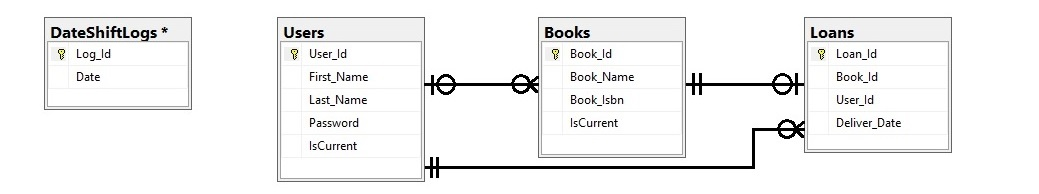 DateShiftLogs *
Log_Id
Date
Users
User_Id
First_Name
Last_Name
Password
IsCurrent
Books
Book_Id
Book_Name
Book_Isbn
IsCurrent
Loans
Loan_Id
Book_Id
User_Id
Deliver_Date